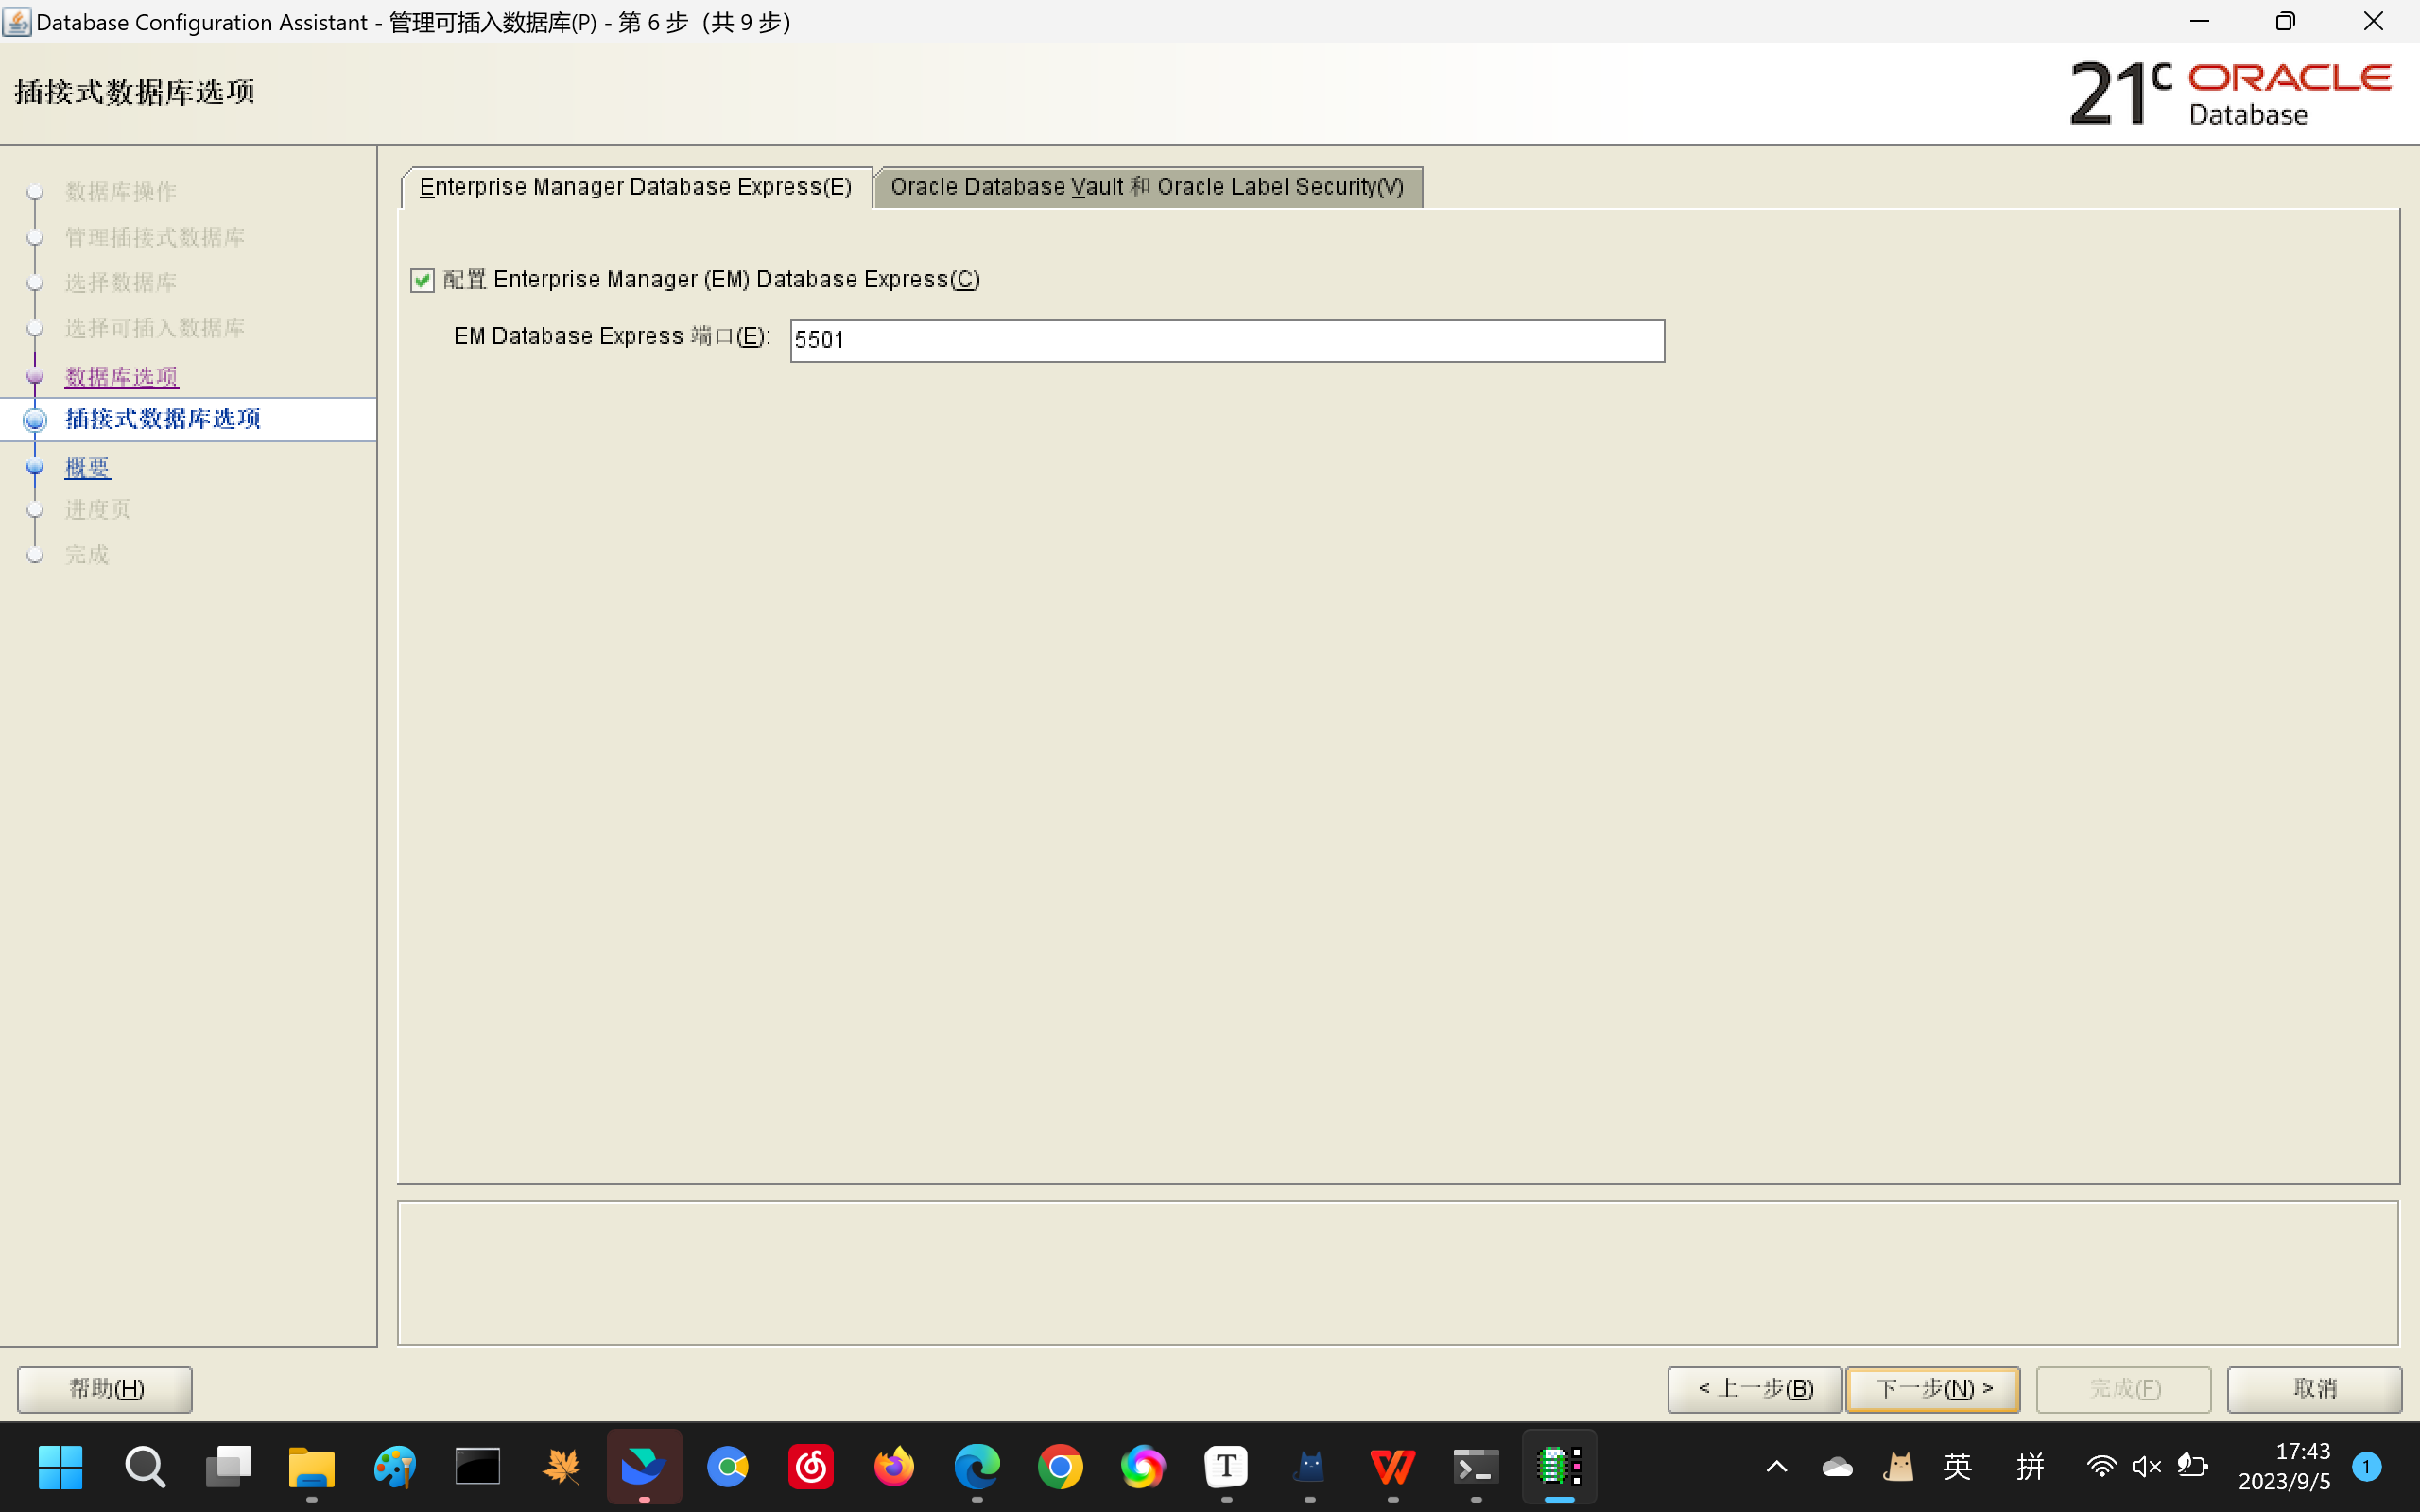 Database Configuration Assistant - 管理可插入数据库(P) - 第 6 步（共 9 步）
插接式数据库选项
21c ORACLE
Database
数据库操作
管理插接式数据库
选择数据库
选择可插入数据库
数据库选项
插接式数据库选项
概要
进度页
完成
Enterprise Manager Database Express(E)
Oracle Database Vault 和 Oracle Label Security(V)
配置 Enterprise Manager (EM) Database Express(C)
EM Database Express 端口(E): 5501
帮助(H)
< 上一步(B)
下一步(N) >
完成(F)
取消
T
英
拼
17:43
2023/9/5
1